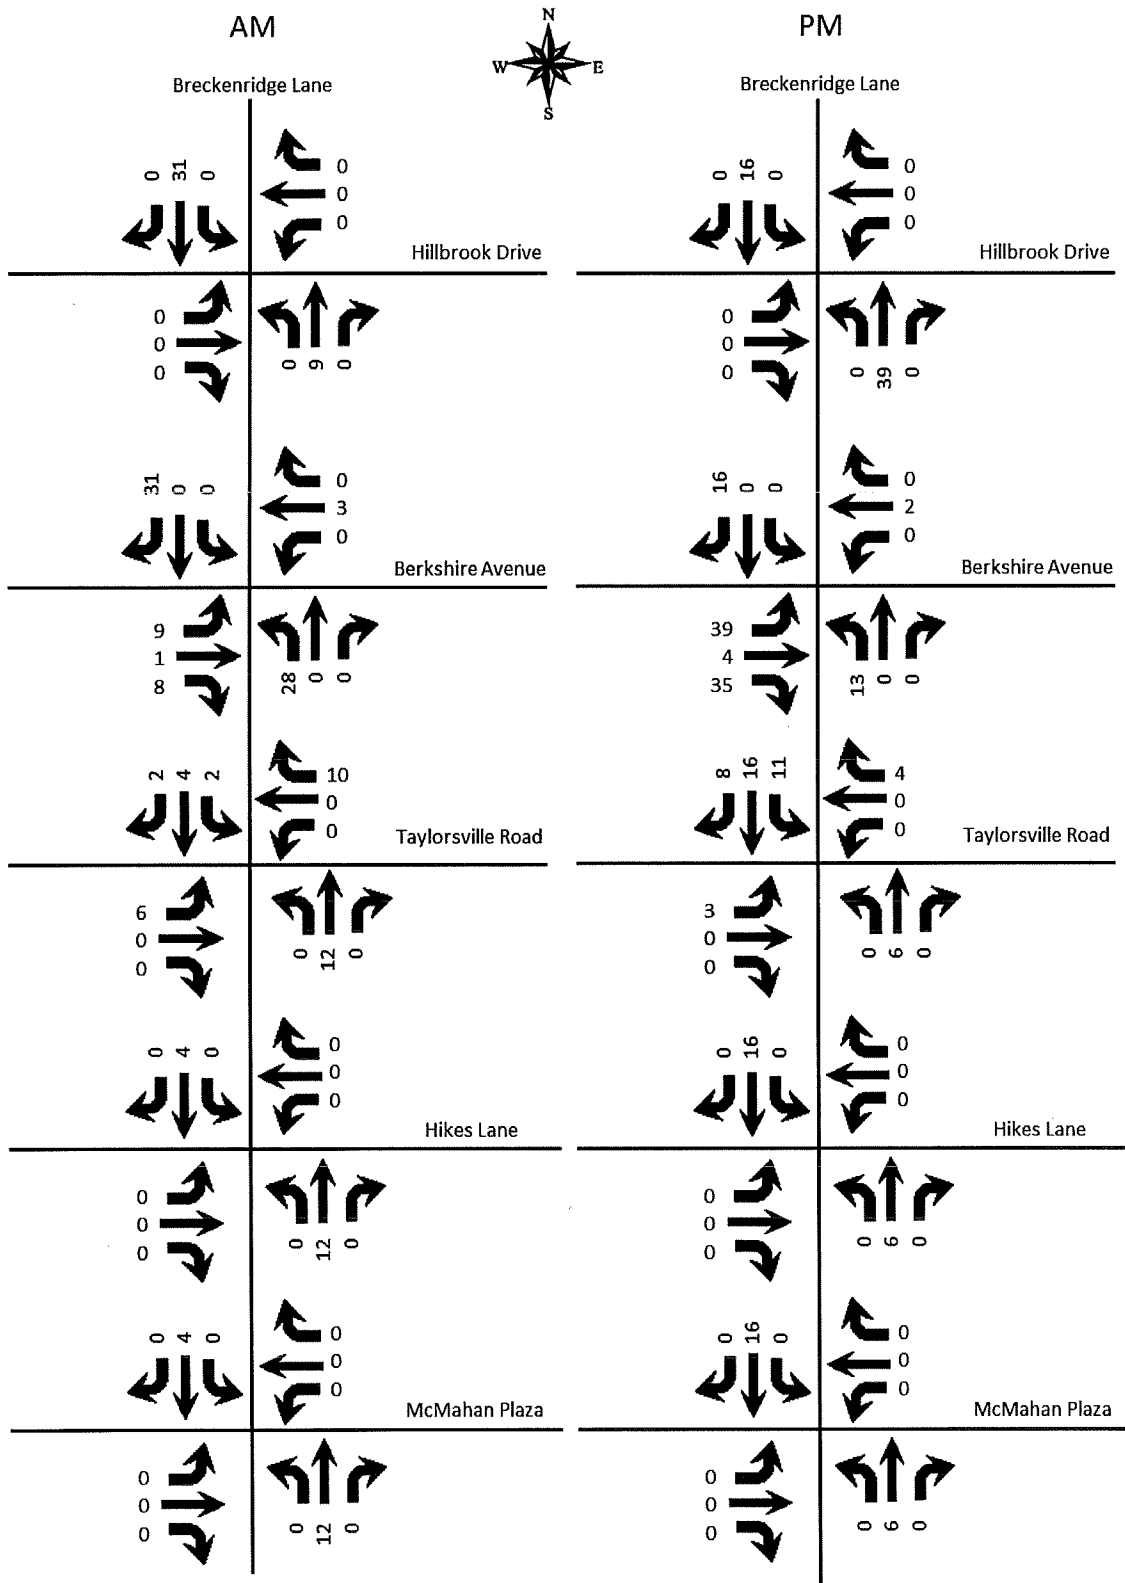 AM
PM
N
W
E
S
Breckenridge Lane
Breckenridge Lane
0 31 0
0
0
0
Hillbrook Drive
0
0
0
0 9 0
31 0 0
0
3
0
Berkshire Avenue
9
1
8
28 0 0
2 4 2
10
0
0
Taylorsville Road
6
0
0
0 12 0
0 4 0
0
0
0
Hikes Lane
0
0
0
0 12 0
0 4 0
0
0
0
McMahan Plaza
0
0
0
0 12 0
0 16 0
0
0
0
Hillbrook Drive
0
0
0
0 39 0
16 0 0
0
2
0
Berkshire Avenue
39
4
35
13 0 0
8 16 11
4
0
0
Taylorsville Road
3
0
0
0 6 0
0 16 0
0
0
0
Hikes Lane
0
0
0
0 6 0
0 16 0
0
0
0
McMahan Plaza
0
0
0
0 6 0